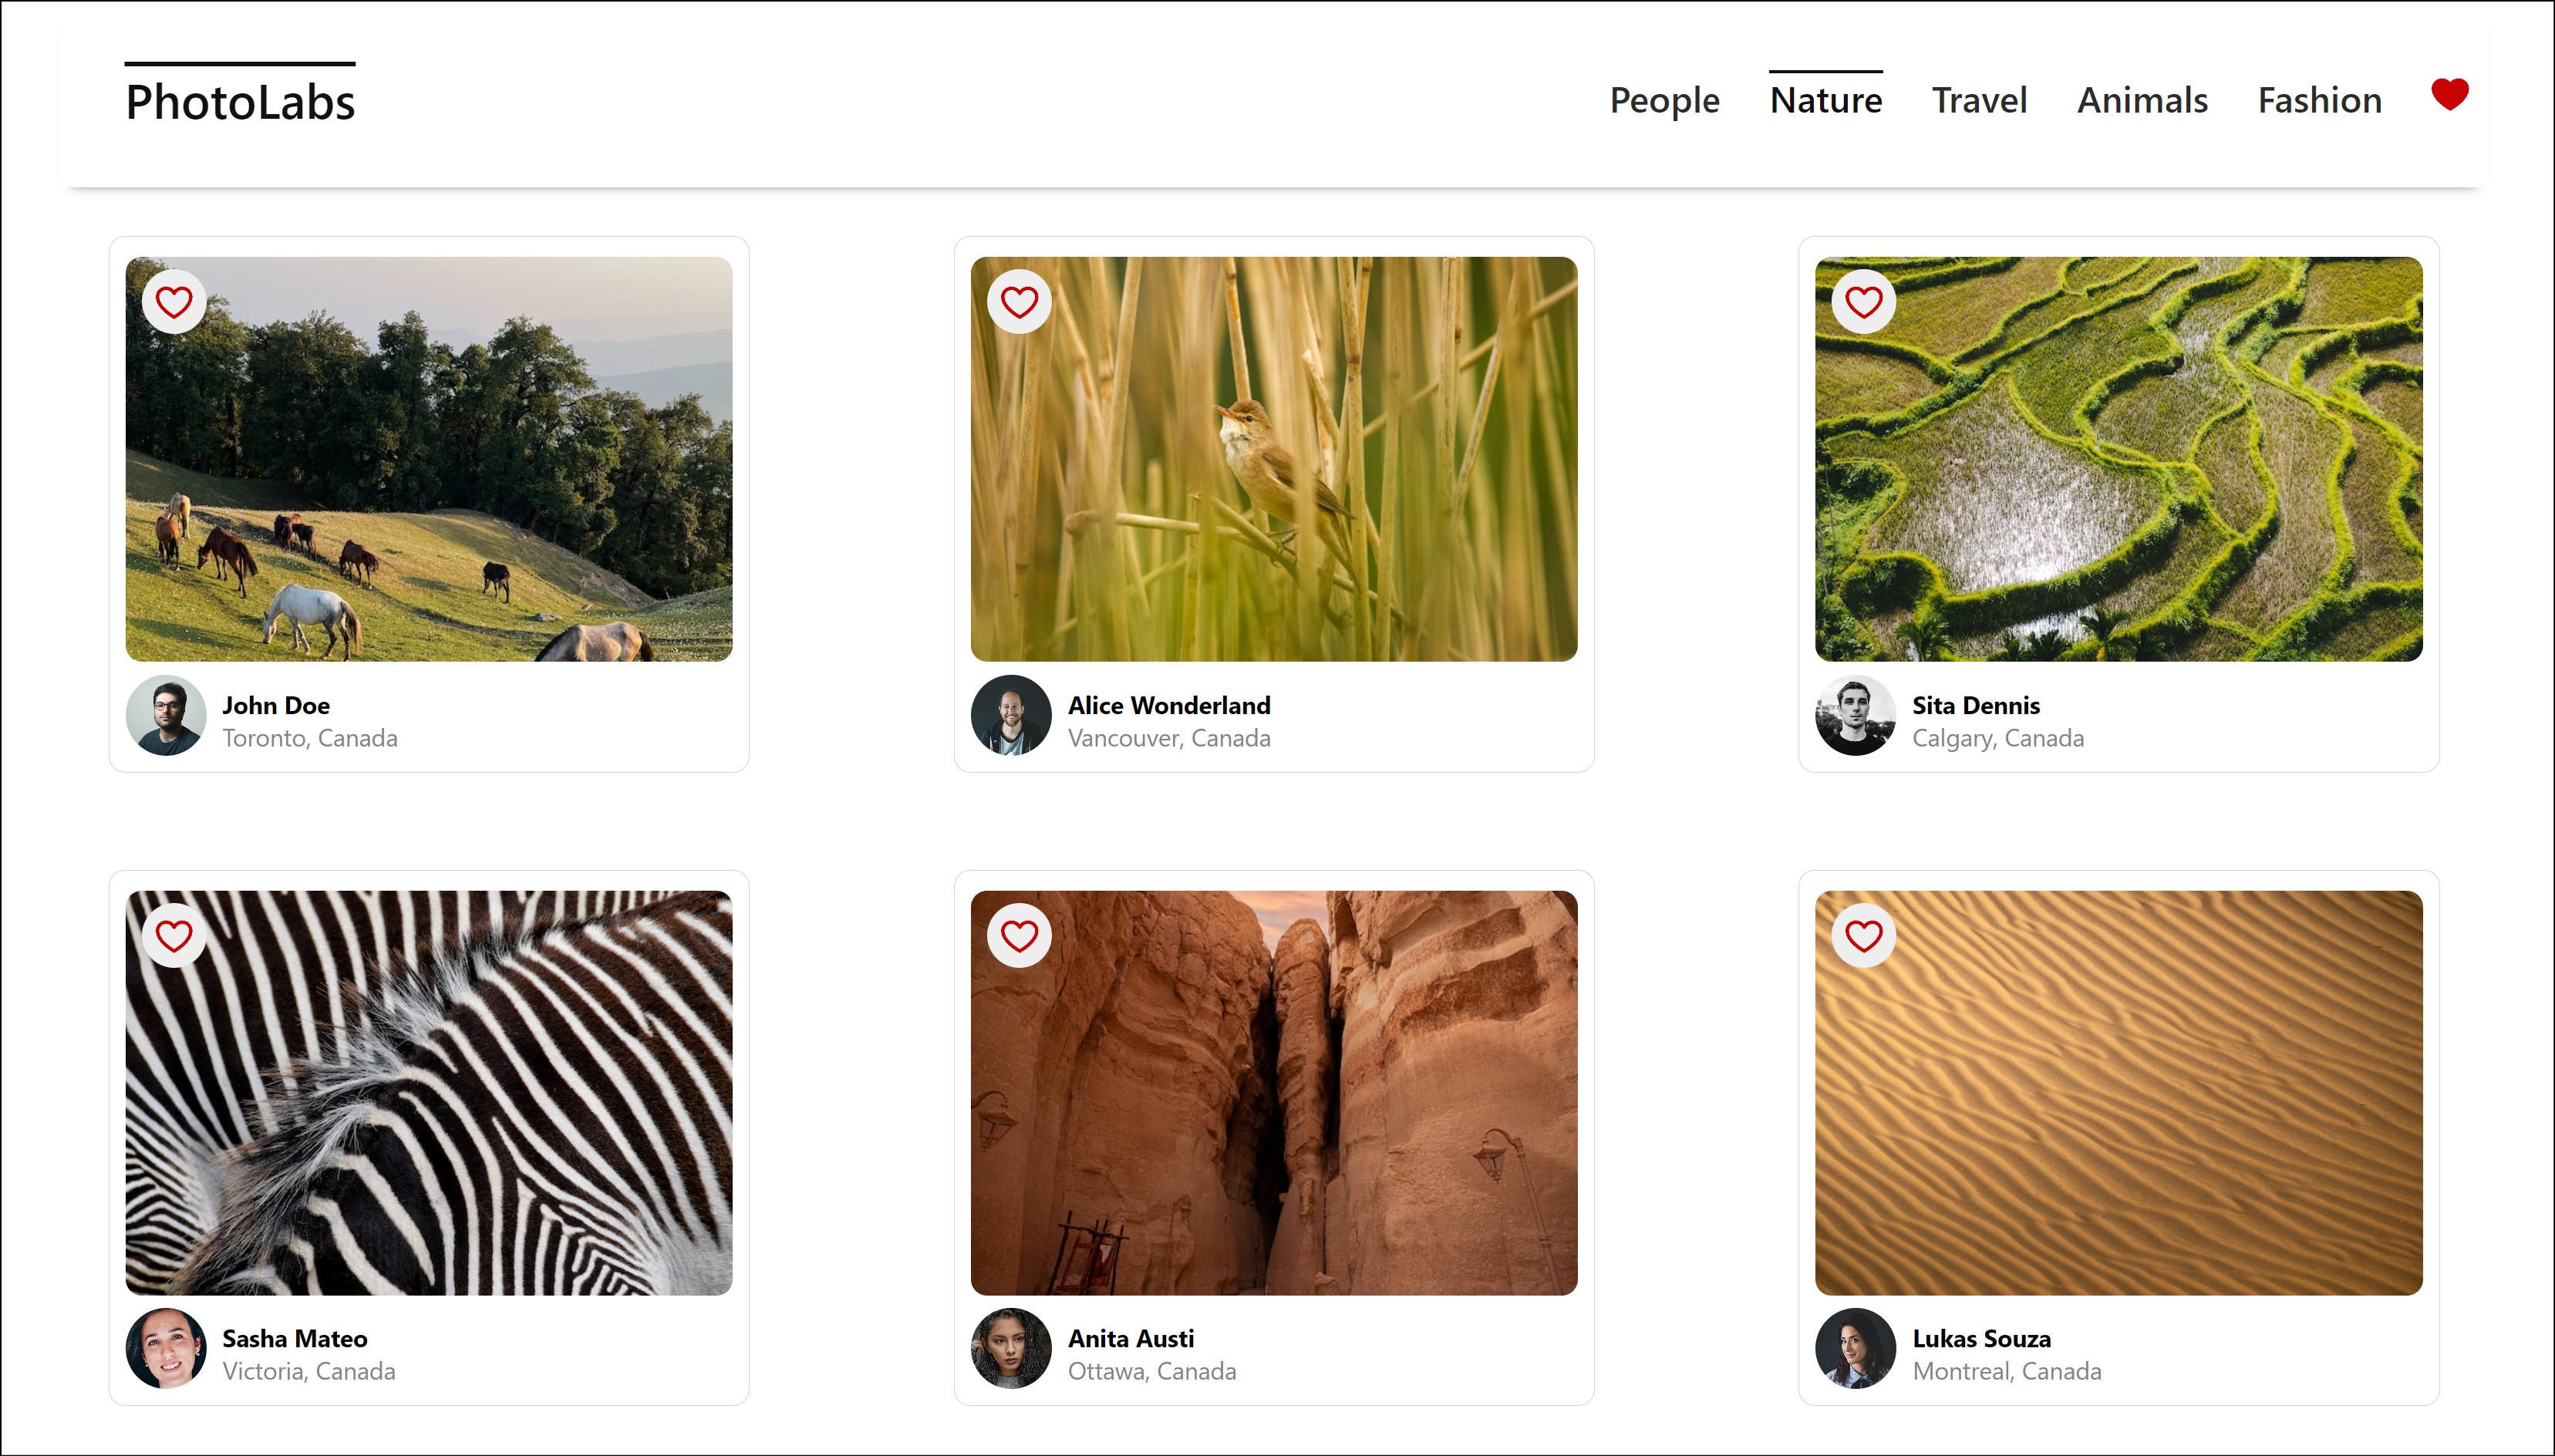 PhotoLabs
People Nature Travel Animals Fashion
John Doe
Toronto, Canada
Alice Wonderland
Vancouver, Canada
Sita Dennis
Calgary, Canada
Sasha Mateo
Victoria, Canada
Anita Austi
Ottawa, Canada
Lukas Souza
Montreal, Canada